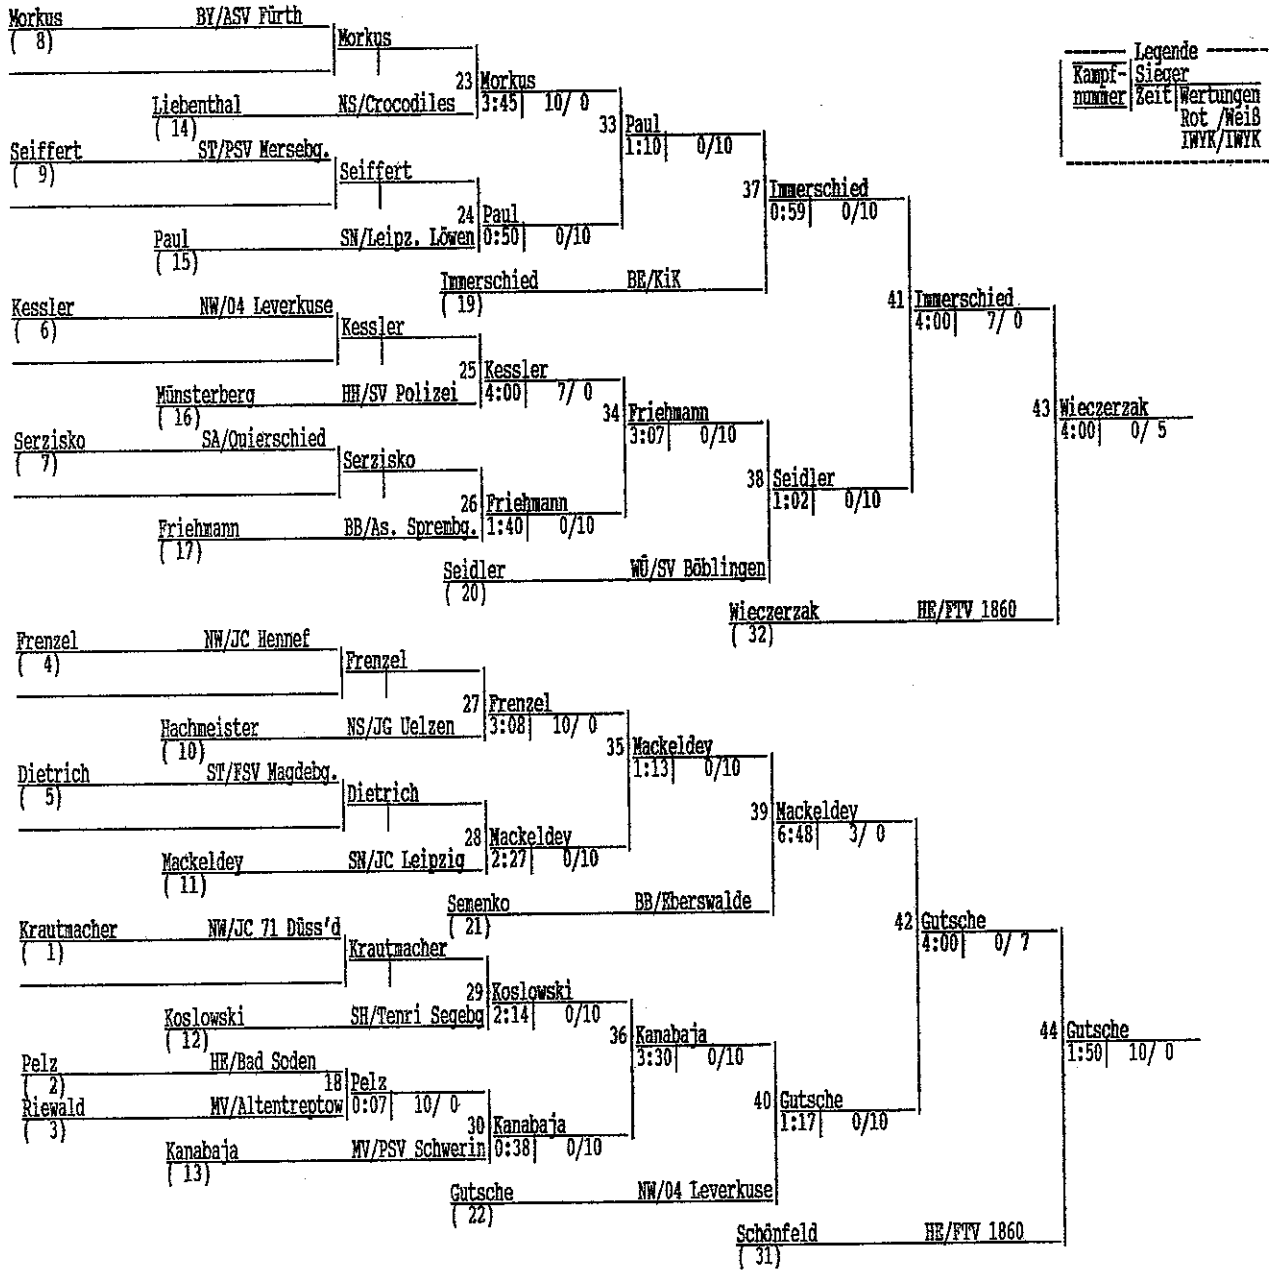 Morkus BY/ASV Fürth
( 8)
Morkus
Legende
Kampf- Sieger
nummer Zeit Wertungen
Rot /Weiß
IWYK/IWYK
23 Morkus
3:45 10/ 0
Liebenthal NS/Crocodiles
( 14)
33 Paul
1:10 0/10
Seiffert ST/PSV Mersebg.
( 9)
Seiffert
37 Immerschied
0:59 0/10
24 Paul
0:50 0/10
Paul SN/Leipz. Löwen
( 15)
Immerschied BE/KiK
( 19)
41 Immerschied
4:00 7/ 0
Kessler NW/04 Leverkuse
( 6)
Kessler
25 Kessler
4:00 7/ 0
Münsterberg HH/SV Polizei
( 16)
34 Friehmann
3:07 0/10
43 Wieczerzak
4:00 0/ 5
Serzisko SA/Quierschied
( 7)
Serzisko
38 Seidler
1:02 0/10
26 Friehmann
1:40 0/10
Friehmann BB/As. Sprembg.
( 17)
Seidler WÜ/SV Böblingen
( 20)
Wieczerzak HE/FTV 1860
( 32)
Frenzel NW/JC Hennef
( 4)
Frenzel
27 Frenzel
3:08 10/ 0
Hachmeister NS/JG Uelzen
( 10)
35 Mackeldey
1:13 0/10
Dietrich ST/FSV Magdebg.
( 5)
Dietrich
39 Mackeldey
6:48 3/ 0
28 Mackeldey
2:27 0/10
Mackeldey SN/JC Leipzig
( 11)
Semenko BB/Eberswalde
( 21)
42 Gutsche
4:00 0/ 7
Krautmacher NW/JC 71 Düss'd
( 1)
Krautmacher
29 Koslowski
2:14 0/10
Koslowski SH/Tenri Segebg
( 12)
36 Kanabaja
3:30 0/10
44 Gutsche
1:50 10/ 0
Pelz HE/Bad Soden
( 2)
18 Pelz
0:07 10/ 0
Riewald MV/Altentreptow
( 3)
40 Gutsche
1:17 0/10
30 Kanabaja
0:38 0/10
Kanabaja MV/PSV Schwerin
( 13)
Gutsche NW/04 Leverkuse
( 22)
Schönfeld HE/FTV 1860
( 31)